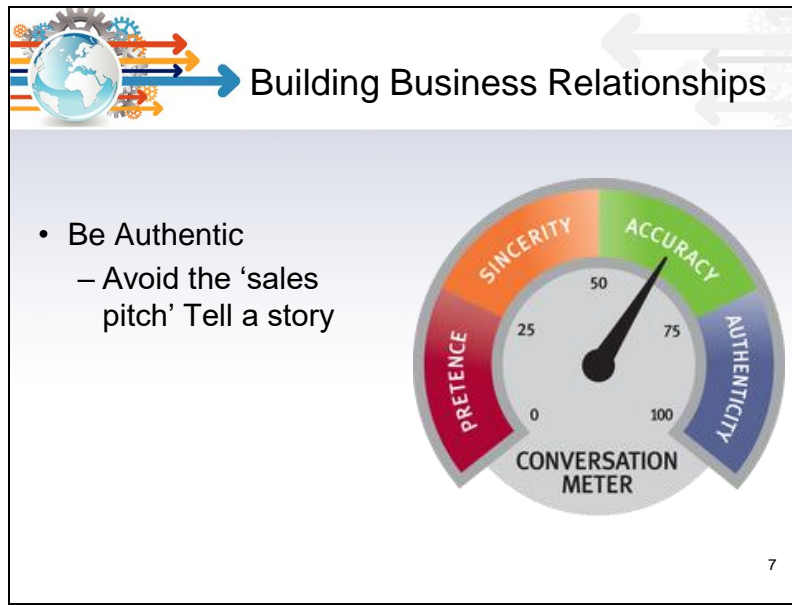 Building Business Relationships
• Be Authentic
– Avoid the ‘sales
pitch’ Tell a story
PRETENCE
SINCERITY
ACCURACY
AUTHENTICITY
0
25
50
75
100
CONVERSATION
METER
7